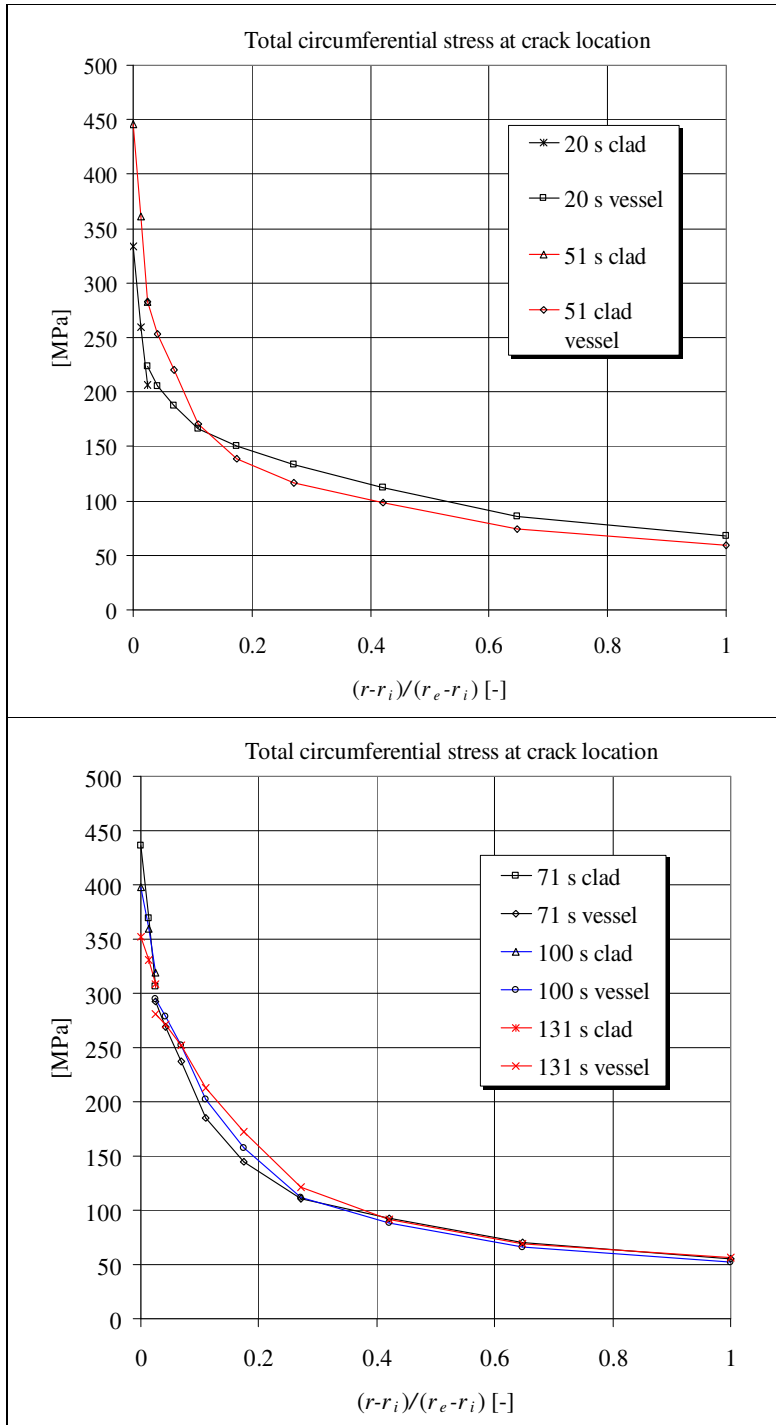 Total circumferential stress at crack location
500
450
400
350
300
250
200
150
100
50
0
[MPa]
20 s clad
20 s vessel
51 s clad
51 clad
vessel
0 0.2 0.4 0.6 0.8 1
(r-ri)/(re-ri) [-]
Total circumferential stress at crack location
500
450
400
350
300
250
200
150
100
50
0
[MPa]
71 s clad
71 s vessel
100 s clad
100 s vessel
131 s clad
131 s vessel
0 0.2 0.4 0.6 0.8 1
(r-ri)/(re-ri) [-]